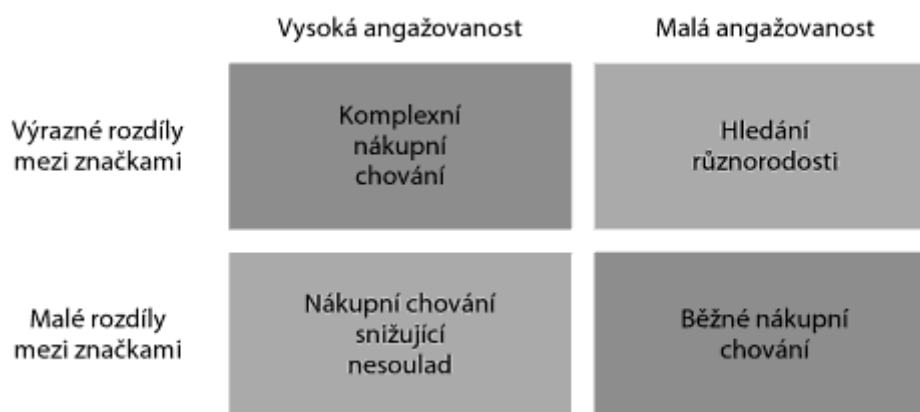 Vysoká angažovanost
Malá angažovanost
Výrazné rozdíly
mezi značkami
Komplexní
nákupní
chování
Hledání
různorodosti
Malé rozdíly
mezi značkami
Nákupní chování
snižující
nesoulad
Běžné nákupní
chování